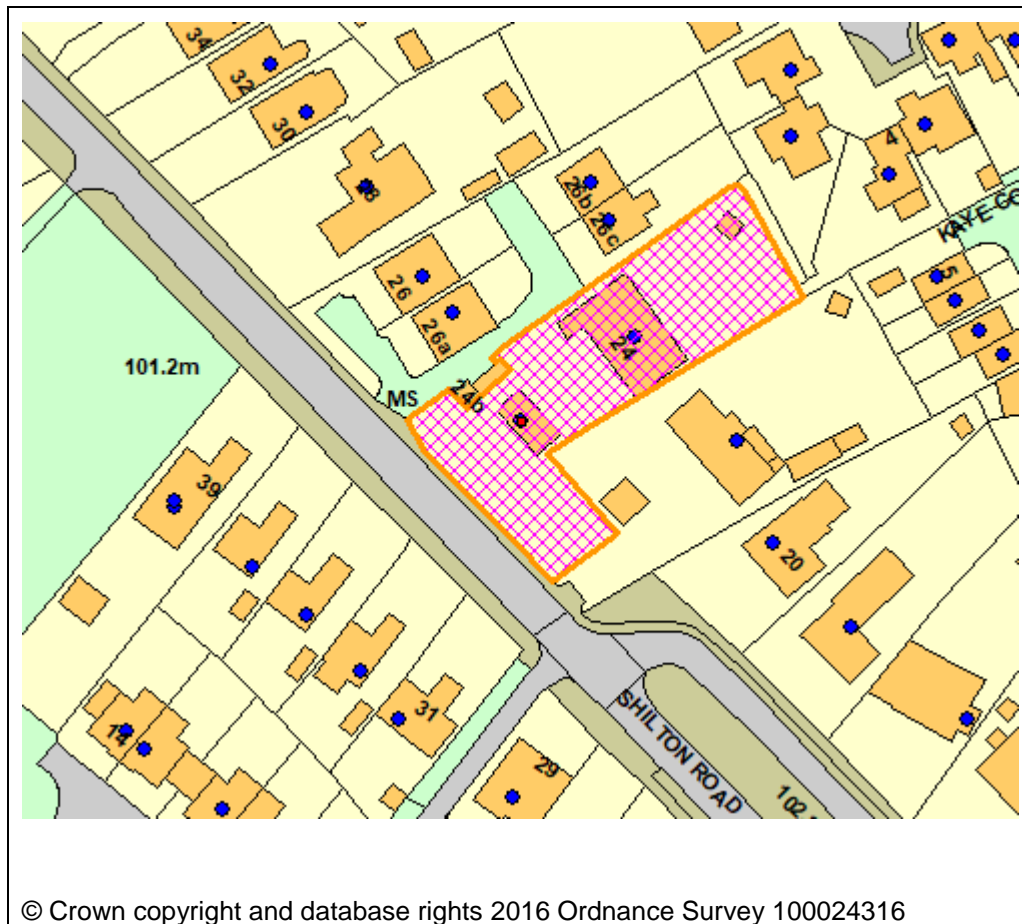 34
32
30
28
26b
26c
4
KAYE CO
26
26a
5
24
101.2m
MS
24b
39
20
31
14
29
SHILTON ROAD
102.
© Crown copyright and database rights 2016 Ordnance Survey 100024316